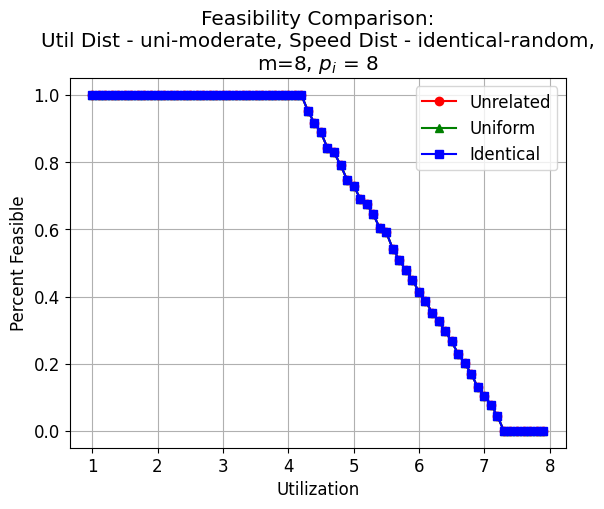 Feasibility Comparison:
Util Dist - uni-moderate, Speed Dist - identical-random,
m=8, $p_i$ = 8
Unrelated
Uniform
Identical
Percent Feasible
1.0
0.8
0.6
0.4
0.2
0.0
1 2 3 4 5 6 7 8
Utilization